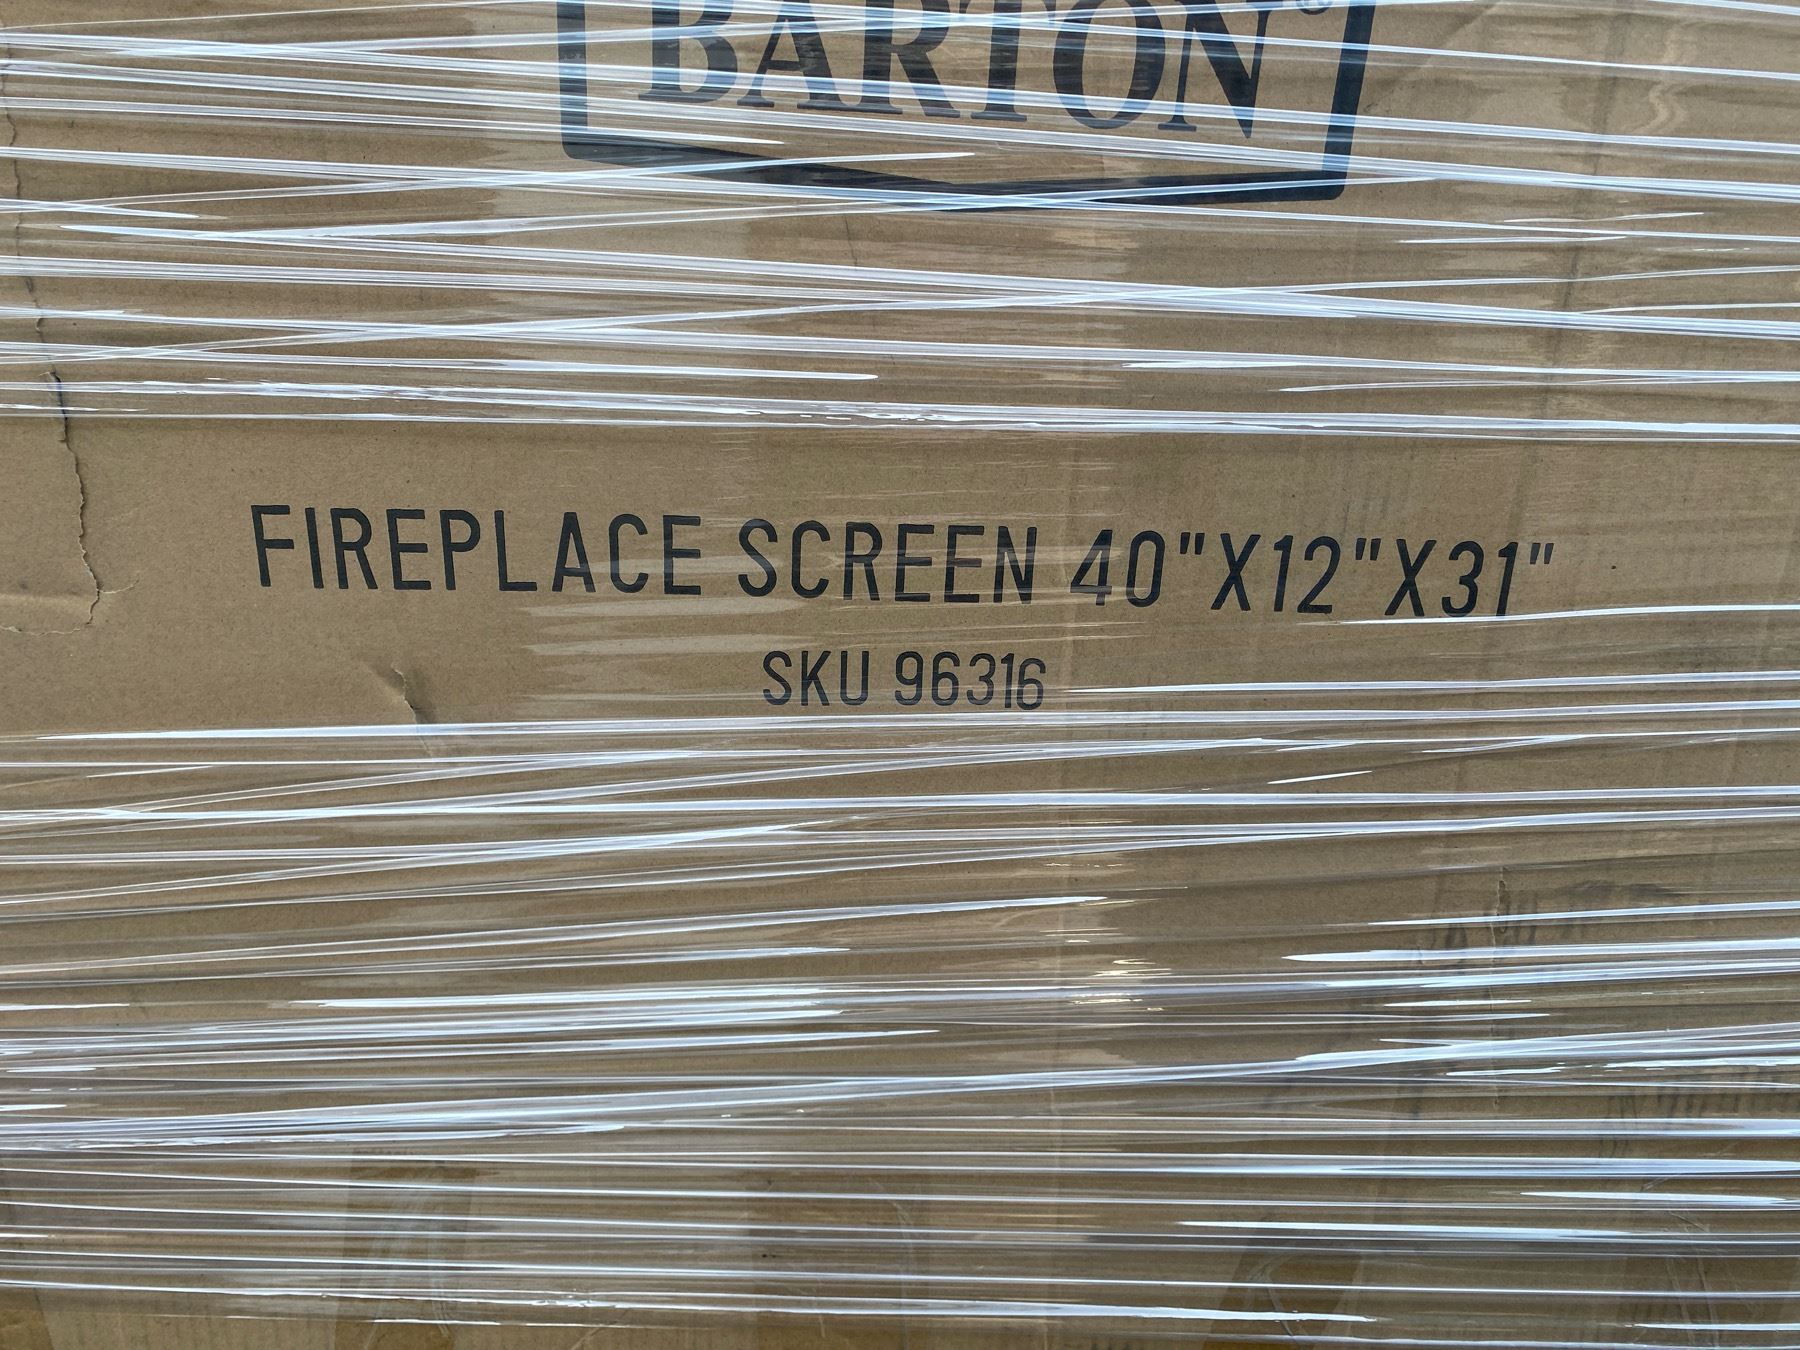 BARTON®
FIREPLACE SCREEN 40"X12"X31"
SKU 96316